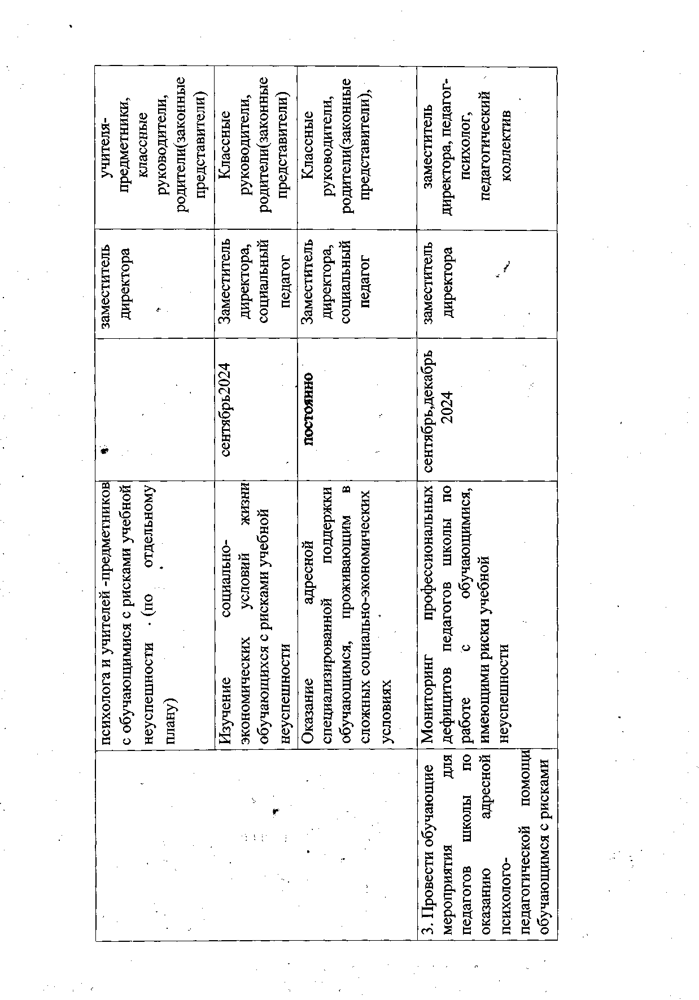 психолога и учителей -предметников
с обучающимися с рисками учебной
неуспешности (по отдельному
плану)
заместитель
директора
учителя-
предметники,
классные
руководители,
родители(законные
представители)
Изучение социально-
экономических условий жизни
обучающихся с рисками учебной
неуспешности
сентябрь2024
Заместитель
директора,
социальный
педагог
Классные
руководители,
родители(законные
представители)
Оказание адресной
специализированной поддержки
обучающимся, проживающим в
сложных социально-экономических
условиях
постоянно
Заместитель
директора,
социальный
педагог
Классные
руководители,
родители(законные
представители),
3. Провести обучающие
мероприятия для
педагогов школы по
оказанию адресной
психолого-
педагогической помощи
обучающимся с рисками
Мониторинг профессиональных
дефицитов педагогов школы по
работе с обучающимися,
имеющими риски учебной
неуспешности
сентябрь,декабрь
2024
заместитель
директора
заместитель
директора, педагог-
психолог,
педагогический
коллектив